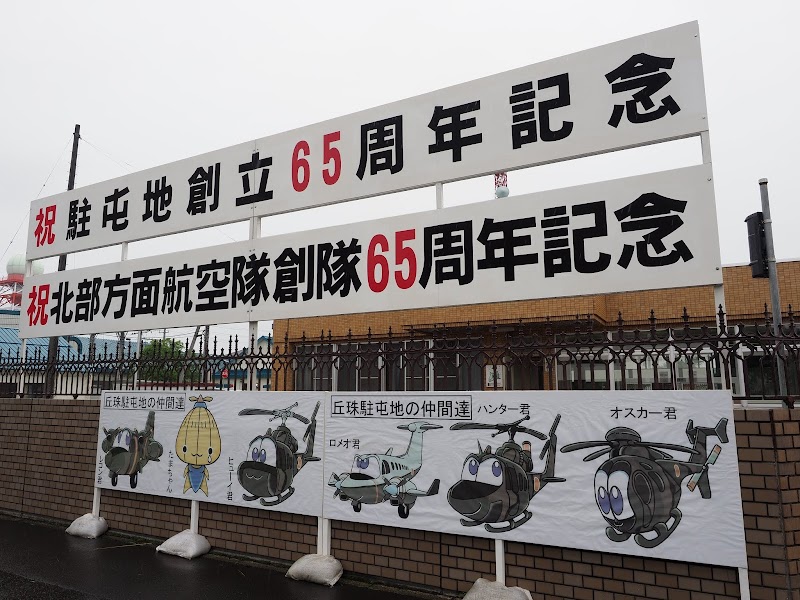 祝 駐屯地創立65周年記念
祝北部方面航空隊創隊65周年記念
丘珠駐屯地の仲間達
丘珠駐屯地の仲間達
たまちゃん
ヒューイ君
ロメオ君
ハンター君
オスカー君